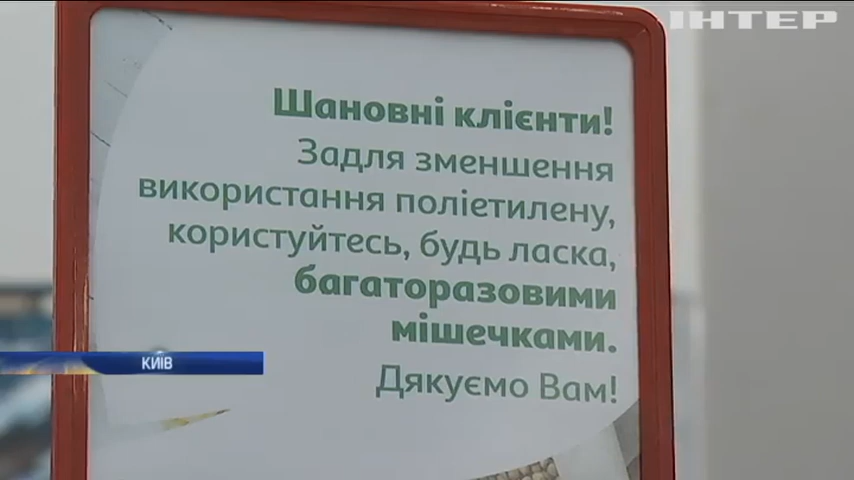 ІНТЕР
Шановні клієнти!
Задля зменшення
використання поліетилену,
користуйтесь, будь ласка,
багаторазовими
мішечками.
Дякуємо Вам!
КИЇВ